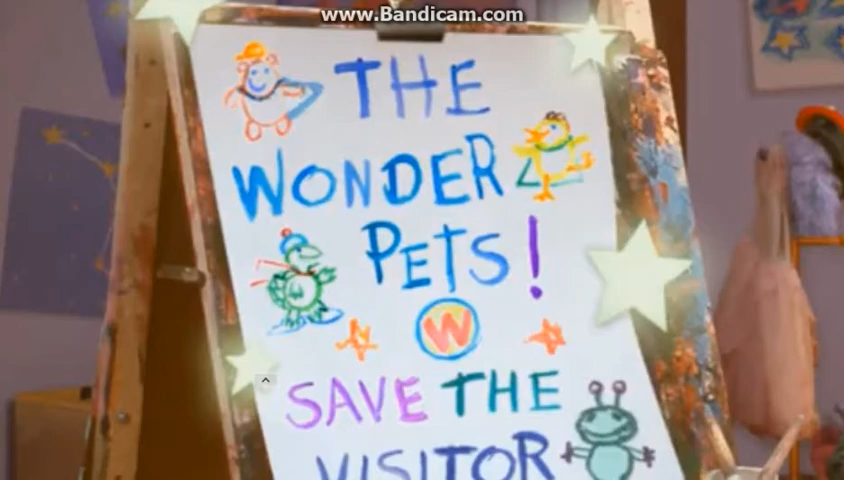 www.Bandicam.com
THE
WONDER
PETS!
W
SAVE THE
VISITOR